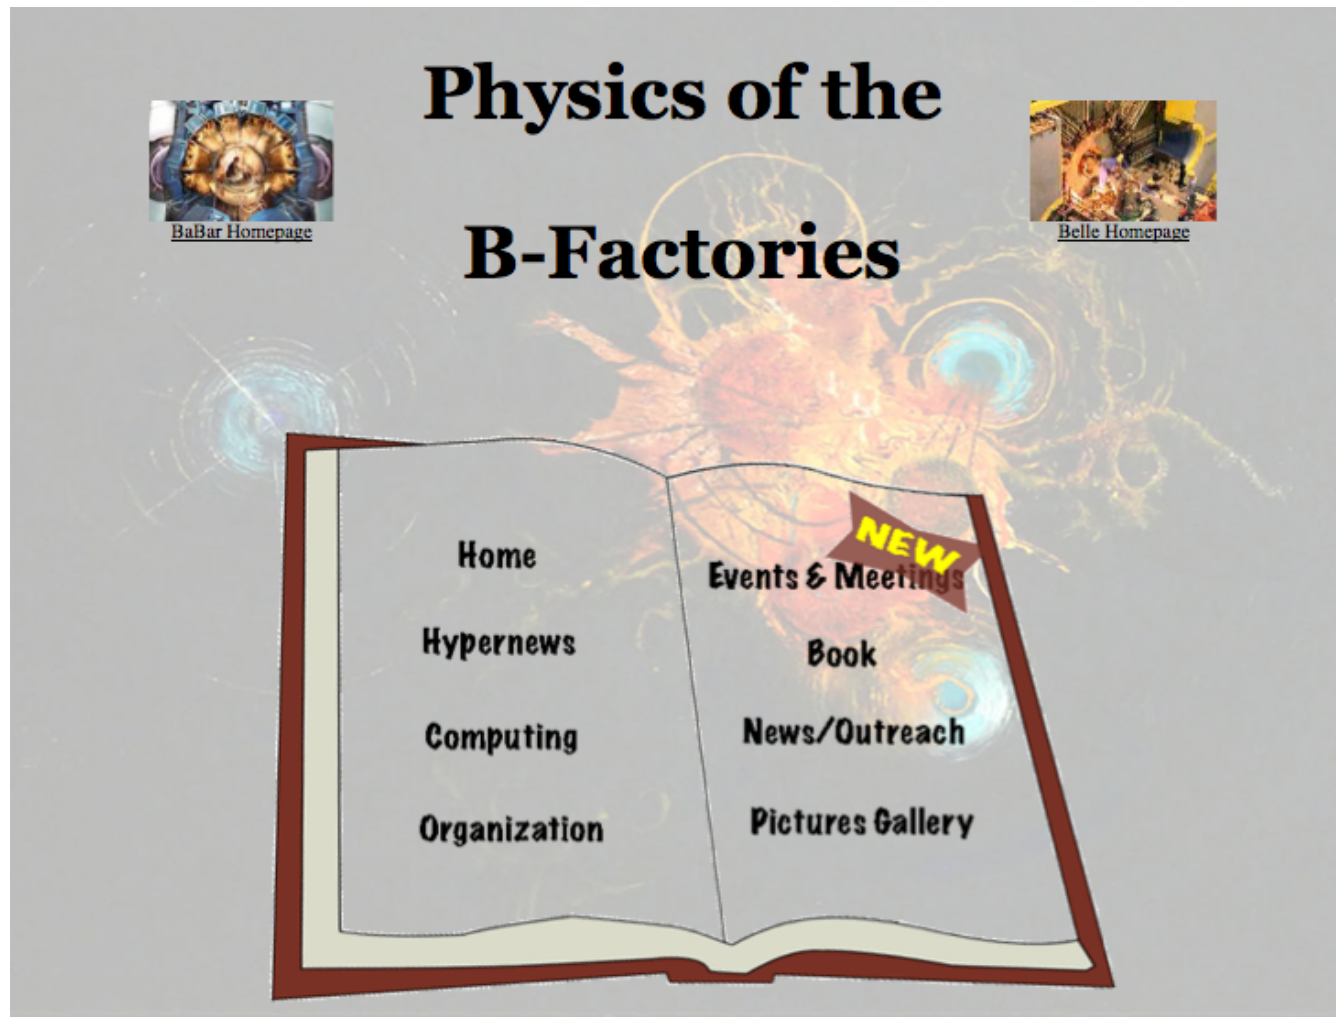 Physics of the
B-Factories
BaBar Homepage
Belle Homepage
Home
Hypernews
Computing
Organization
NEW
Events & Meetings
Book
News/Outreach
Pictures Gallery